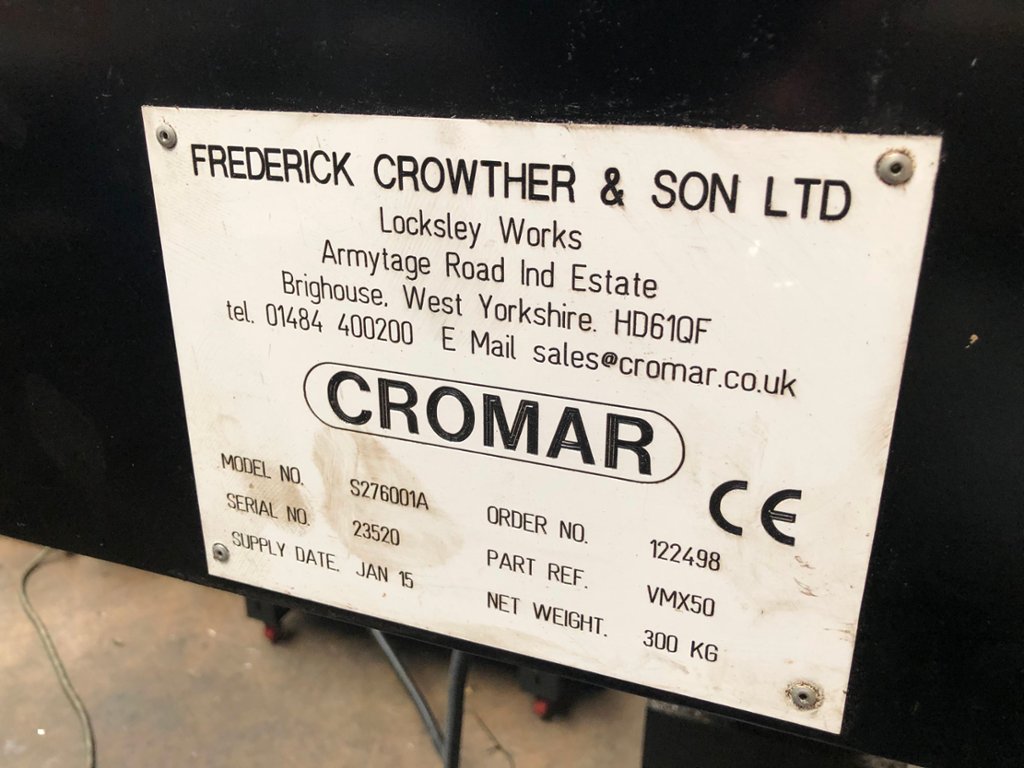 FREDERICK CROWTHER & SON LTD
Locksley Works
Armytage Road Ind Estate
Brighouse. West Yorkshire. HD61QF
tel. 01484 400200 E Mail sales@cromar.co.uk
CROMAR
CE
MODEL NO. S276001A ORDER NO. 122498
SERIAL NO. 23520 PART REF. VMX50
SUPPLY DATE. JAN 15 NET WEIGHT. 300 KG